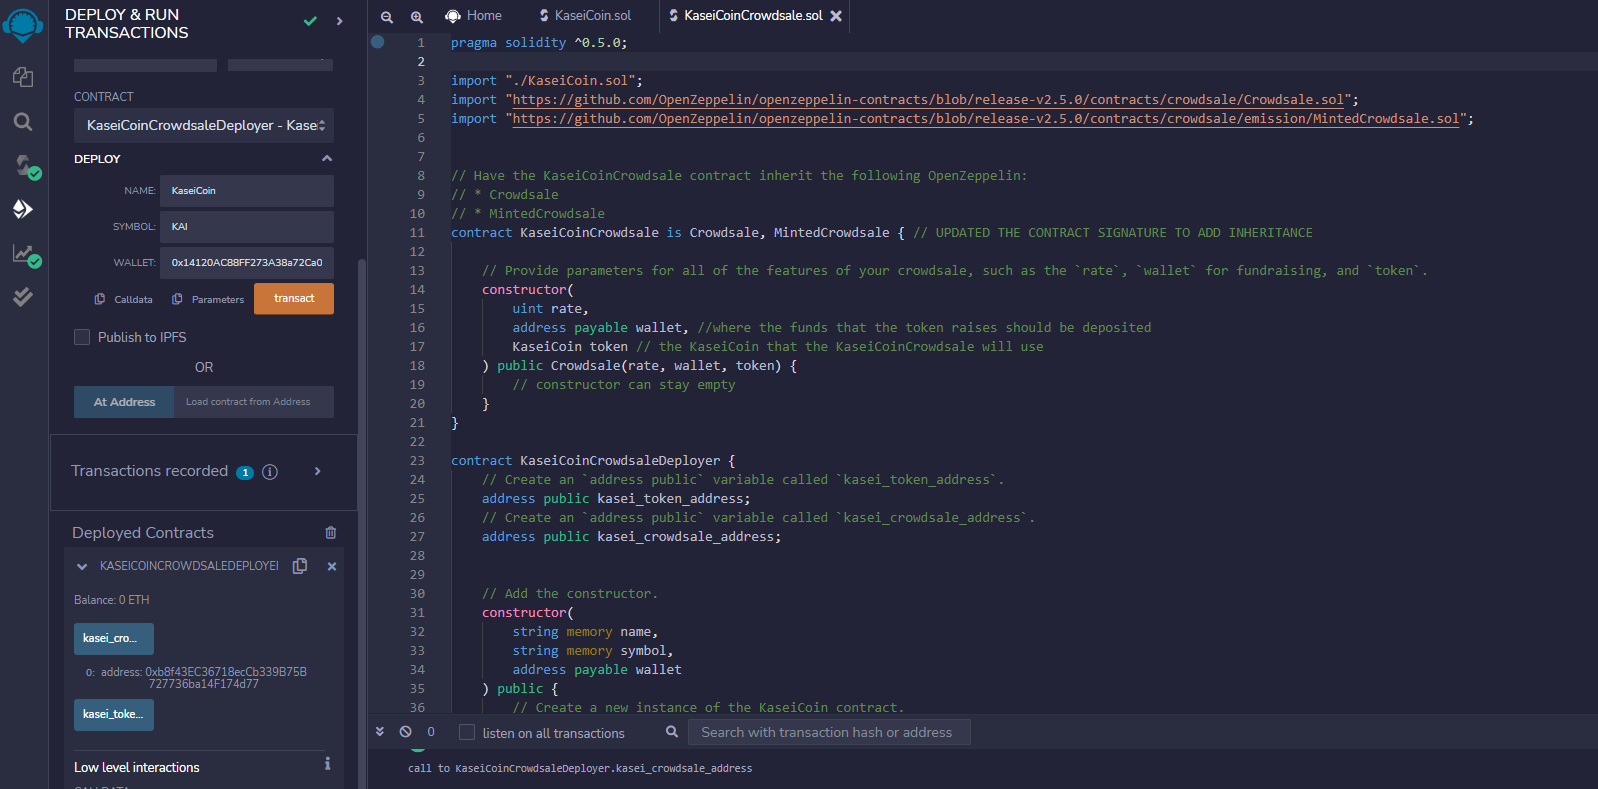 DEPLOY & RUN
TRANSACTIONS
CONTRACT
KaseiCoinCrowdsaleDeployer - Kasei
DEPLOY
NAME: KaseiCoin
SYMBOL: KAI
WALLET: 0x14120AC88FF273A38a72Ca0
Calldata Parameters transact
Publish to IPFS
OR
At Address Load contract from Address
Transactions recorded 1
Deployed Contracts
KASEICOINCROWDSALEDEPLOYEI
Balance: 0 ETH
kasei_cro...
0: address: 0xb8f43EC36718ecCb339B75B
727736ba14F174d77
kasei_toke...
Low level interactions
CALLDATA
Home KaseiCoin.sol KaseiCoinCrowdsale.sol
1 pragma solidity ^0.5.0;
2
3 import "./KaseiCoin.sol";
4 import "https://github.com/OpenZeppelin/openzeppelin-contracts/blob/release-v2.5.0/contracts/crowdsale/Crowdsale.sol";
5 import "https://github.com/OpenZeppelin/openzeppelin-contracts/blob/release-v2.5.0/contracts/crowdsale/emission/MintedCrowdsale.sol";
6
7
8 // Have the KaseiCoinCrowdsale contract inherit the following OpenZeppelin:
9 // * Crowdsale
10 // * MintedCrowdsale
11 contract KaseiCoinCrowdsale is Crowdsale, MintedCrowdsale { // UPDATED THE CONTRACT SIGNATURE TO ADD INHERITANCE
12
13 // Provide parameters for all of the features of your crowdsale, such as the `rate`, `wallet` for fundraising, and `token`.
14 constructor(
15 uint rate,
16 address payable wallet, //where the funds that the token raises should be deposited
17 KaseiCoin token // the KaseiCoin that the KaseiCoinCrowdsale will use
18 ) public Crowdsale(rate, wallet, token) {
19 // constructor can stay empty
20 }
21 }
22
23 contract KaseiCoinCrowdsaleDeployer {
24 // Create an `address public` variable called `kasei_token_address`.
25 address public kasei_token_address;
26 // Create an `address public` variable called `kasei_crowdsale_address`.
27 address public kasei_crowdsale_address;
28
29
30 // Add the constructor.
31 constructor(
32 string memory name,
33 string memory symbol,
34 address payable wallet
35 ) public {
36 // Create a new instance of the KaseiCoin contract.
0 listen on all transactions Search with transaction hash or address
call to KaseiCoinCrowdsaleDeployer.kasei_crowdsale_address